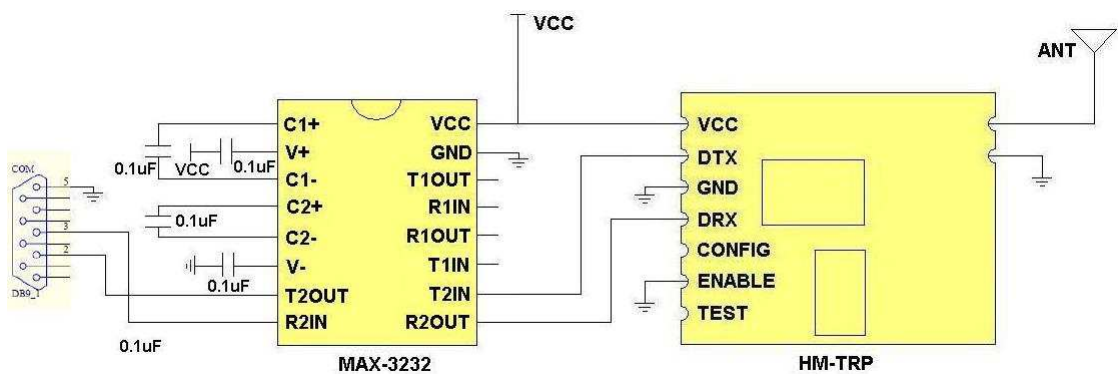 VCC
ANT
COM
5
3
2
DB9_1
0.1uF
VCC
0.1uF
0.1uF
0.1uF
0.1uF
C1+
V+
C1-
C2+
C2-
V-
T2OUT
R2IN
VCC
GND
T1OUT
R1IN
R1OUT
T1IN
T2IN
R2OUT
MAX-3232
VCC
DTX
GND
DRX
CONFIG
ENABLE
TEST
HM-TRP